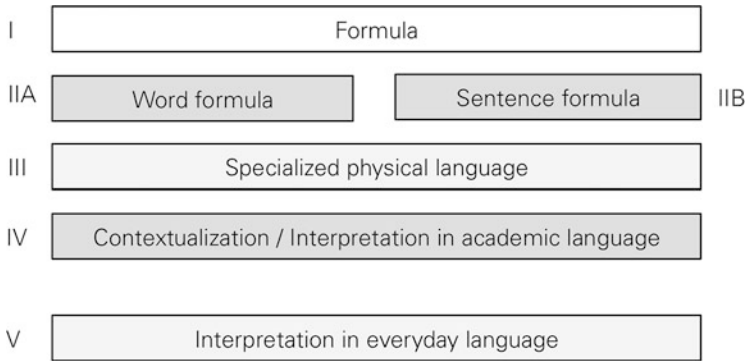 I Formula
IIA Word formula Sentence formula IIB
III Specialized physical language
IV Contextualization / Interpretation in academic language
V Interpretation in everyday language